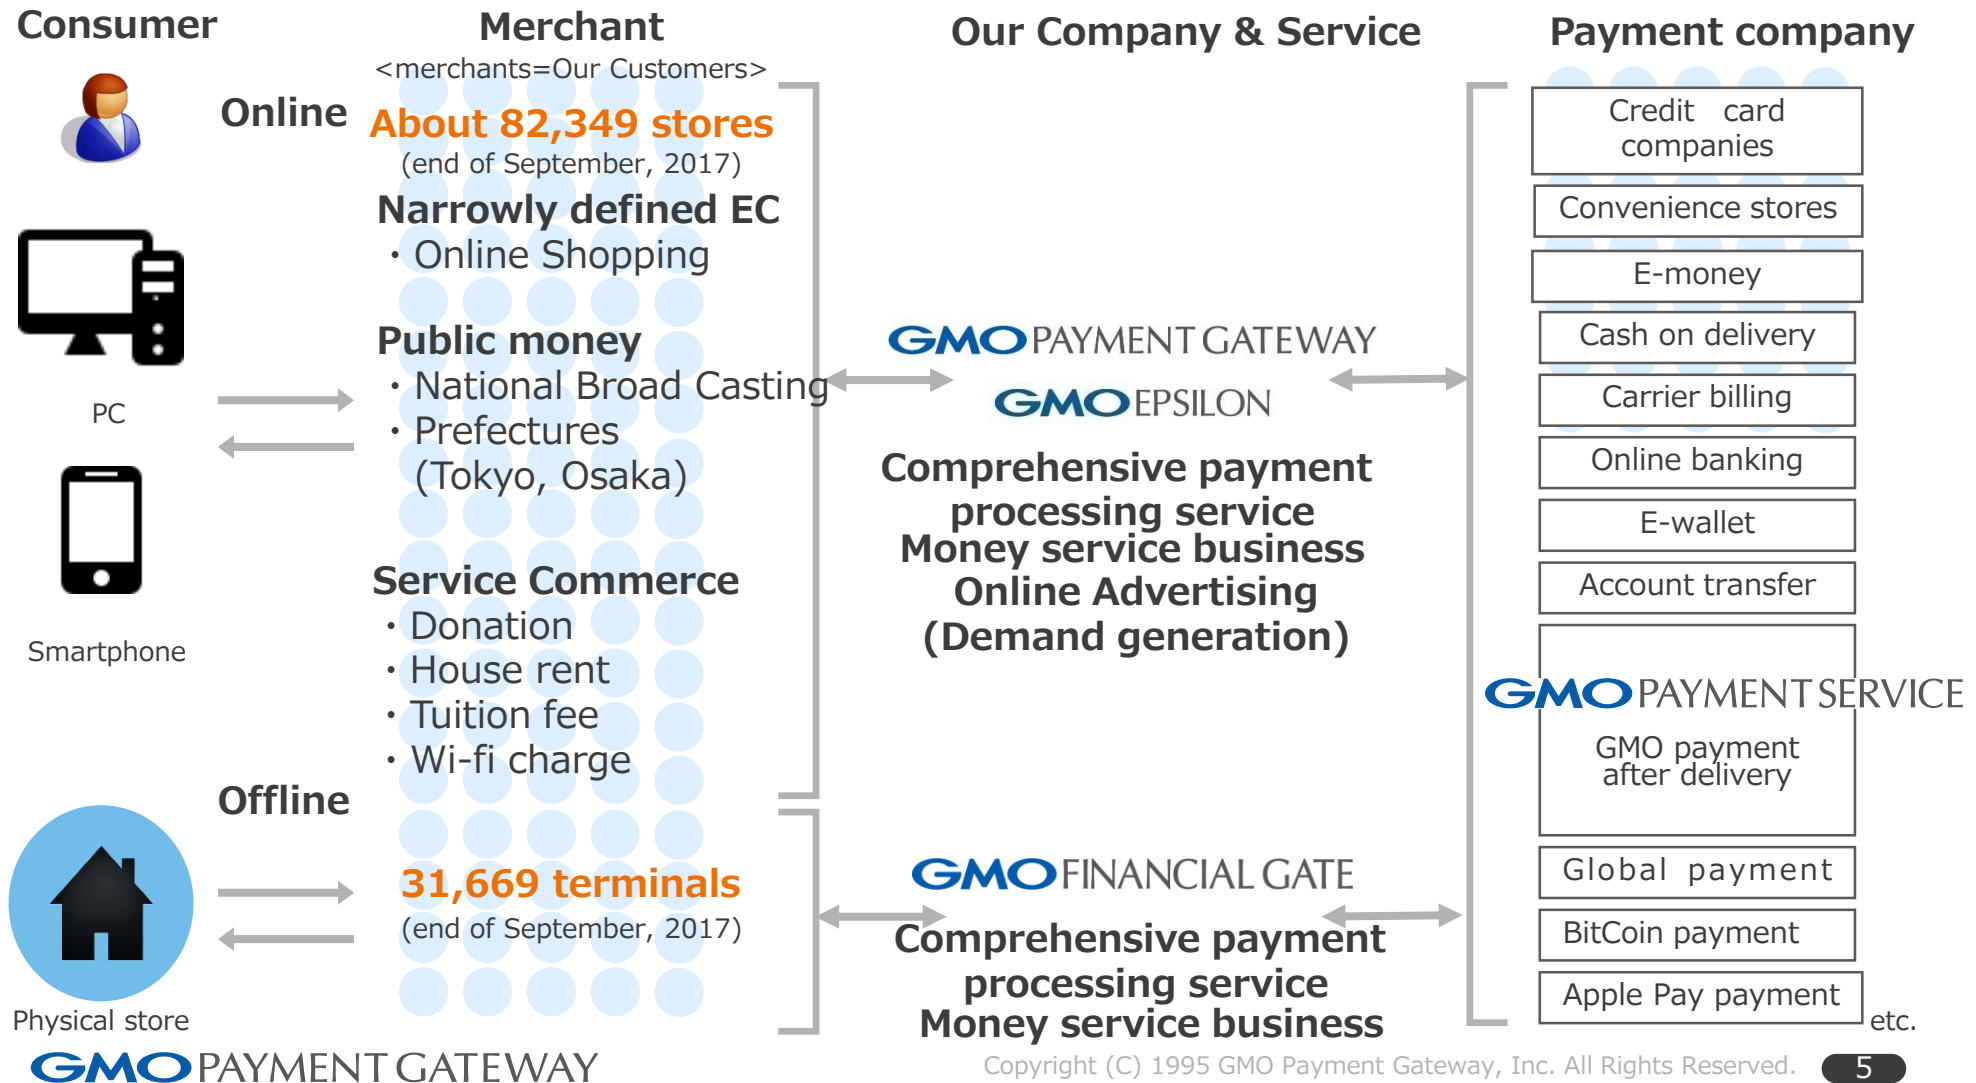 Consumer
Merchant
<merchants=Our Customers>
Our Company & Service
Payment company
Online
About 82,349 stores
(end of September, 2017)
Narrowly defined EC
・Online Shopping
Public money
・National Broad Casting
・Prefectures
(Tokyo, Osaka)
Service Commerce
・Donation
・House rent
・Tuition fee
・Wi-fi charge
PC
Smartphone
Offline
31,669 terminals
(end of September, 2017)
Physical store
GMO PAYMENT GATEWAY
GMO EPSILON
Comprehensive payment
processing service
Money service business
Online Advertising
(Demand generation)
GMO FINANCIAL GATE
Comprehensive payment
processing service
Money service business
Credit card
companies
Convenience stores
E-money
Cash on delivery
Carrier billing
Online banking
E-wallet
Account transfer
GMO PAYMENT SERVICE
GMO payment
after delivery
Global payment
BitCoin payment
Apple Pay payment
etc.
GMO PAYMENT GATEWAY
Copyright (C) 1995 GMO Payment Gateway, Inc. All Rights Reserved.
5